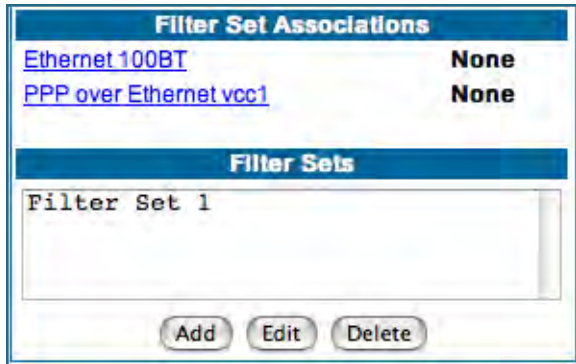 Filter Set Associations
Ethernet 100BT None
PPP over Ethernet vcc1 None
Filter Sets
Filter Set 1
Add Edit Delete